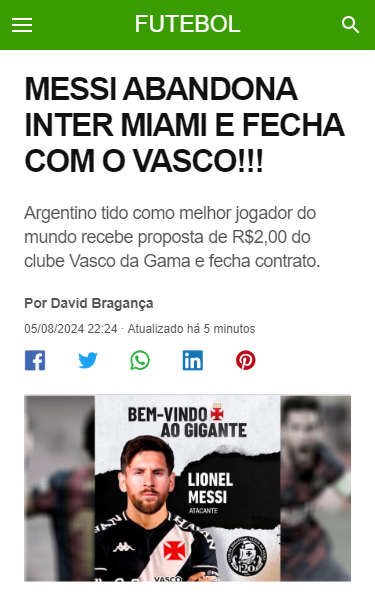 FUTEBOL
MESSI ABANDONA
INTER MIAMI E FECHA
COM O VASCO!!!
Argentino tido como melhor jogador do
mundo recebe proposta de R$2,00 do
clube Vasco da Gama e fecha contrato.
Por David Bragança
05/08/2024 22:24 · Atualizado há 5 minutos
BEM-VINDO
AO GIGANTE
LIONEL
MESSI
ATACANTE
VASCO